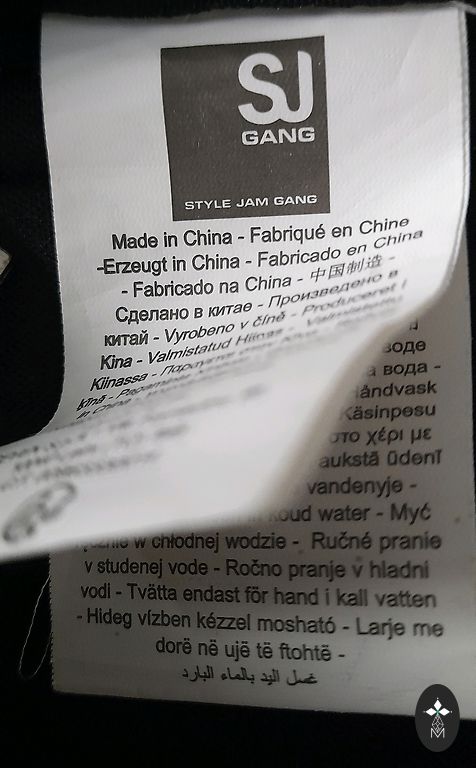 SJ
GANG
STYLE JAM GANG
Made in China - Fabriqué en Chine
-Erzeugt in China - Fabricado en China
- Fabricado na China - 中国制造 -
Сделано в китае - Произведено в
китай - Vyrobeno v číně - Produceret i
Kina - Valmistatud Hiinas - Valmistettu
Kiinassa -
воде
вода -
håndvask
Käsinpesu
στο χέρι με
aukstā ūdenī
vandenyje -
in koud water - Myć
ręcznie w chłodnej wodzie - Ručné pranie
v studenej vode - Ročno pranje v hladni
vodi - Tvätta endast för hand i kall vatten
- Hideg vízben kézzel mosható - Larje me
dorë në ujë të ftohtë -
غسل اليد بالماء البارد
M